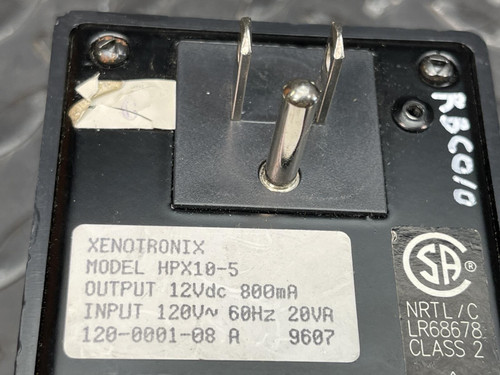 RBC010
XENOTRONIX
MODEL HPX10-5
OUTPUT 12Vdc 800mA
INPUT 120V~ 60Hz 20VA
120-0001-08 A 9607
CSA
NRTL/C
LR68678
CLASS 2